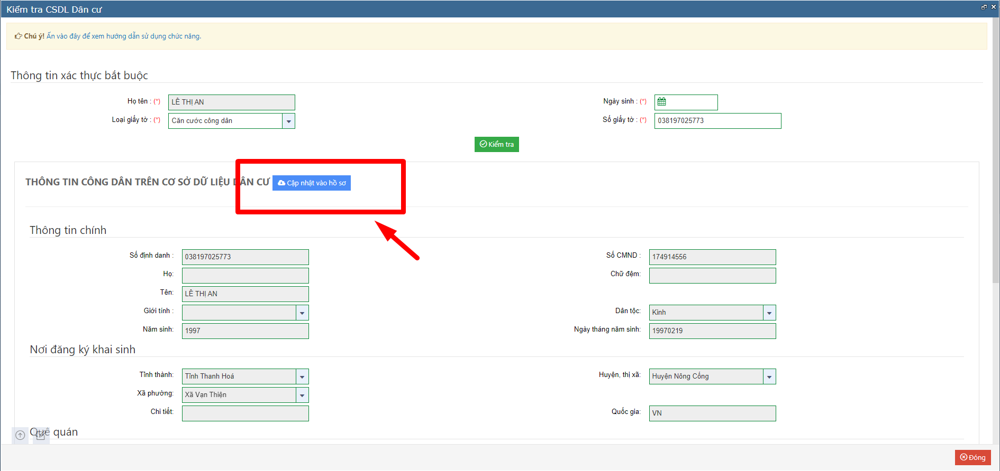 Kiểm tra CSDL Dân cư
Chú ý! Ấn vào đây để xem hướng dẫn sử dụng chức năng.
Thông tin xác thực bắt buộc
Họ tên : (*) LÊ THỊ AN Ngày sinh : (*)
Loại giấy tờ : (*) Căn cước công dân Số giấy tờ : (*) 038197025773
Kiểm tra
THÔNG TIN CÔNG DÂN TRÊN CƠ SỞ DỮ LIỆU DÂN CƯ Cập nhật vào hồ sơ
Thông tin chính
Số định danh : 038197025773 Số CMND : 174914556
Họ: Chữ đệm:
Tên: LÊ THỊ AN
Giới tính : Dân tộc: Kinh
Năm sinh: 1997 Ngày tháng năm sinh: 19970219
Nơi đăng ký khai sinh
Tỉnh thành: Tỉnh Thanh Hoá Huyện, thị xã: Huyện Nông Cống
Xã phường: Xã Vạn Thiện
Chi tiết: Quốc gia: VN
Quê quán
Đóng